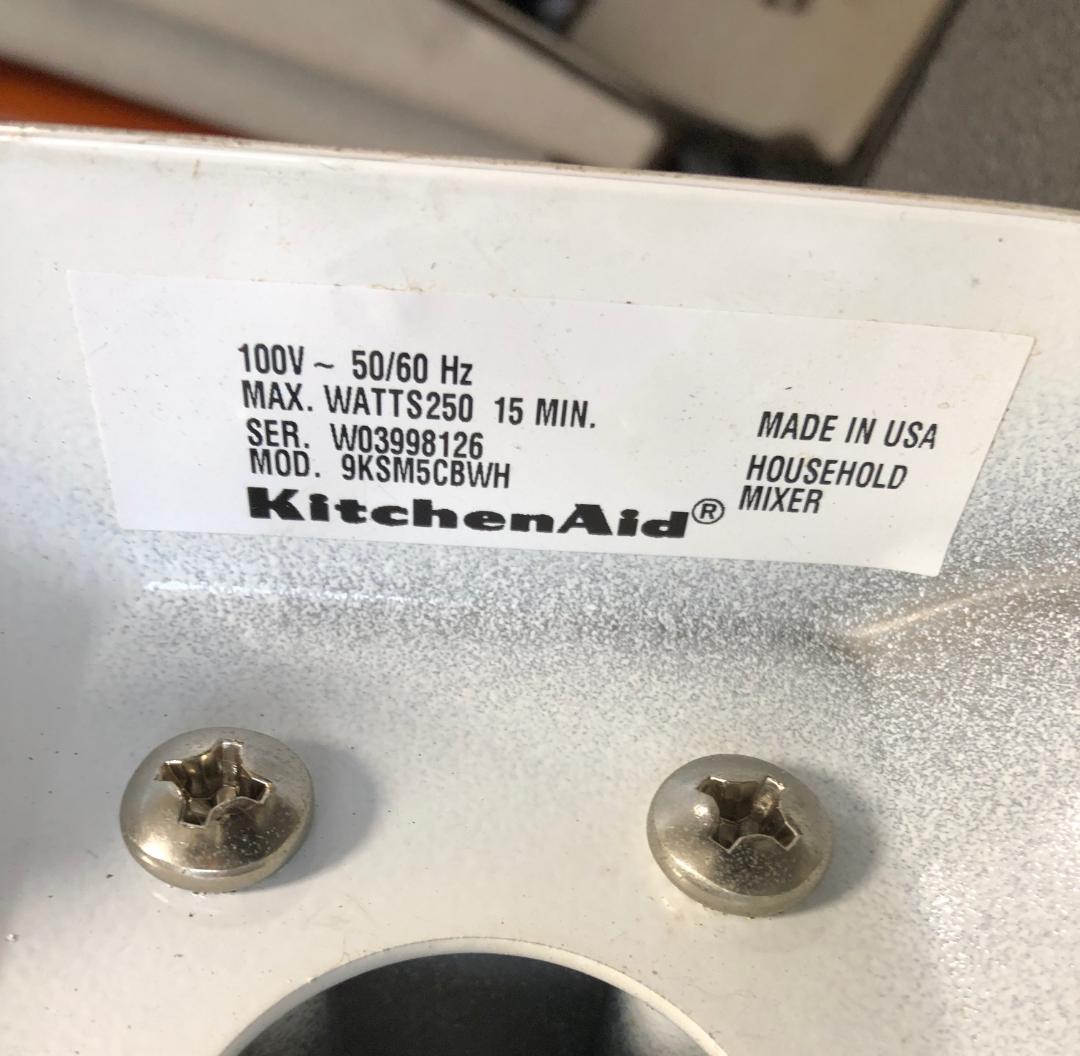 100V ~ 50/60 Hz
MAX. WATTS250 15 MIN.
SER. W03998126
MOD. 9KSM5CBWH
KitchenAid®
MADE IN USA
HOUSEHOLD
MIXER